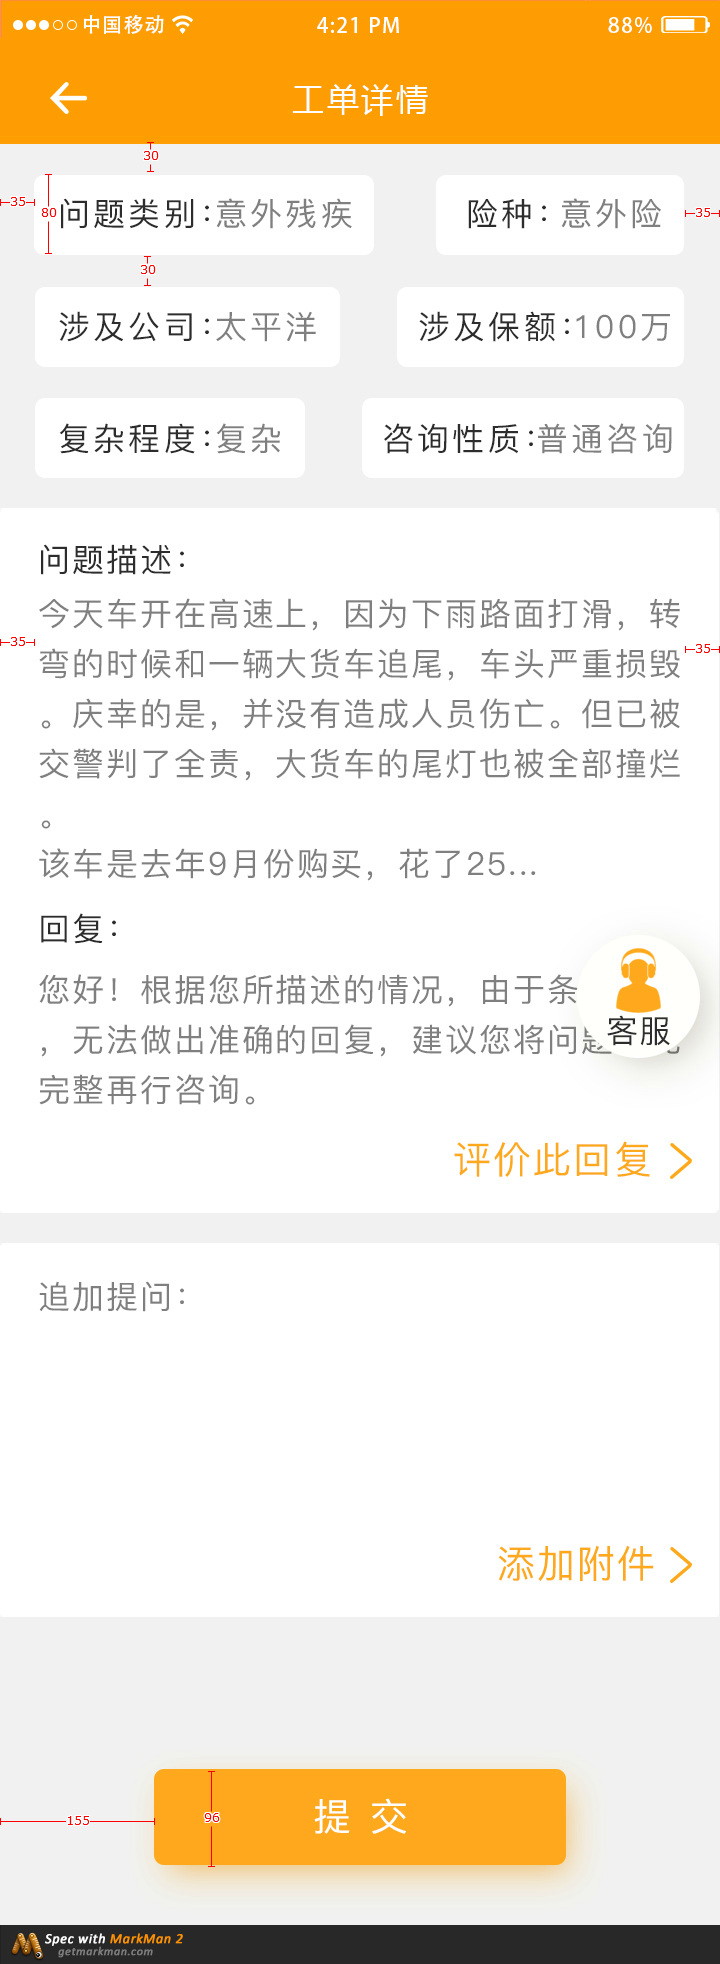 中国移动 4:21 PM 88%
工单详情
30
35 80 问题类别:意外残疾 险种: 意外险 35
30
涉及公司:太平洋 涉及保额:100万
复杂程度:复杂 咨询性质:普通咨询
问题描述:
今天车开在高速上，因为下雨路面打滑，转
35 弯的时候和一辆大货车追尾，车头严重损毁 35
。庆幸的是，并没有造成人员伤亡。但已被
交警判了全责，大货车的尾灯也被全部撞烂
。
该车是去年9月份购买，花了25...
回复:
您好！根据您所描述的情况，由于条
，无法做出准确的回复，建议您将问题
客服
完整再行咨询。
评价此回复
追加提问:
添加附件
155 96 提 交
Spec with MarkMan 2
getmarkman.com